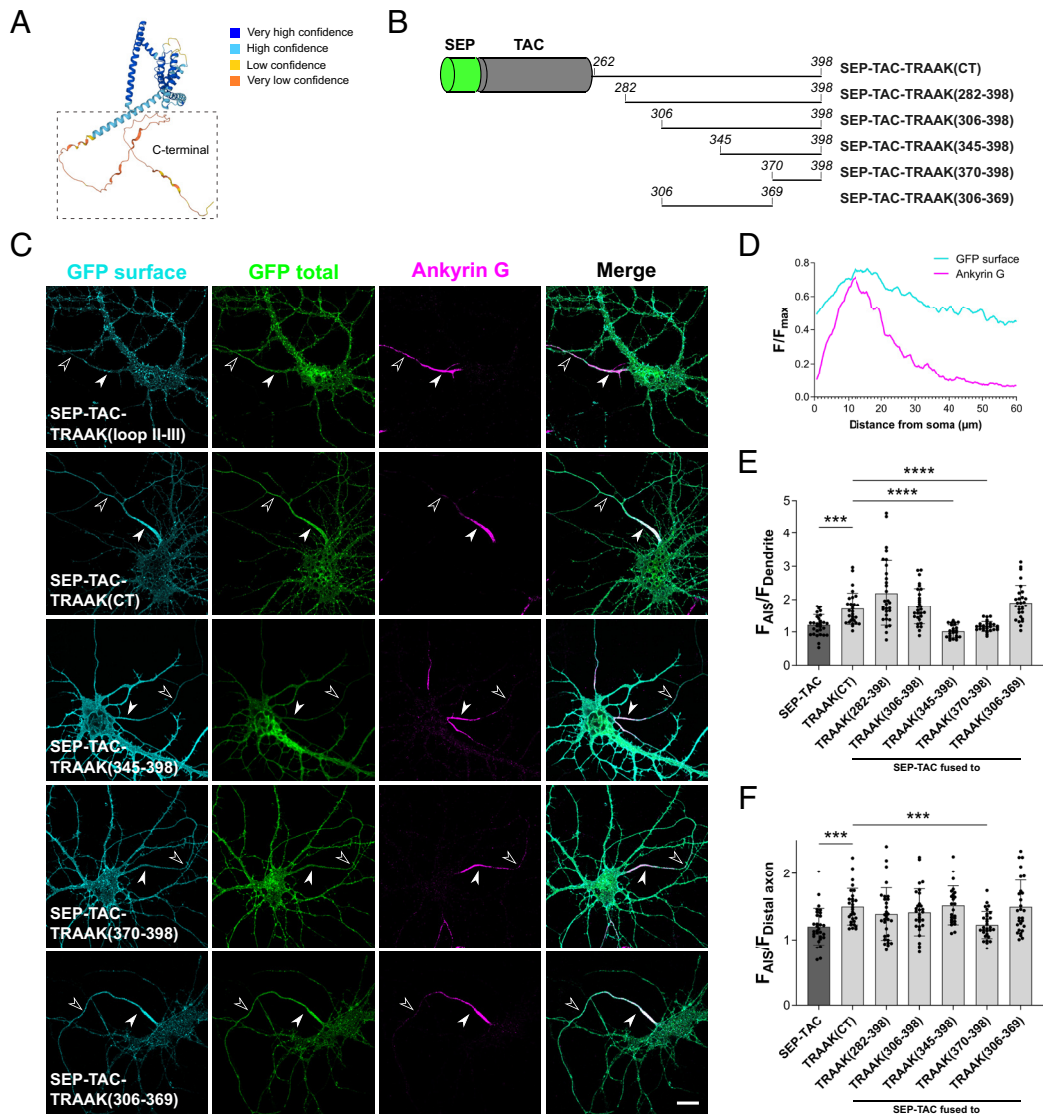 A
Very high confidence
High confidence
Low confidence
Very low confidence
C-terminal
B
SEP TAC
262 398 SEP-TAC-TRAAK(CT)
282 398 SEP-TAC-TRAAK(282-398)
306 398 SEP-TAC-TRAAK(306-398)
345 398 SEP-TAC-TRAAK(345-398)
370 398 SEP-TAC-TRAAK(370-398)
306 369 SEP-TAC-TRAAK(306-369)
C
GFP surface GFP total Ankyrin G Merge
SEP-TAC-
TRAAK(loop II-III)
SEP-TAC-
TRAAK(CT)
SEP-TAC-
TRAAK(345-398)
SEP-TAC-
TRAAK(370-398)
SEP-TAC-
TRAAK(306-369)
D
GFP surface
Ankyrin G
F/Fmax
0.8
0.6
0.4
0.2
0.0
0 10 20 30 40 50 60
Distance from soma (µm)
E
****
****
***
FAIS/FDendrite
5
4
3
2
1
0
SEP-TAC
TRAAK(CT)
TRAAK(282-398)
TRAAK(306-398)
TRAAK(345-398)
TRAAK(370-398)
TRAAK(306-369)
SEP-TAC fused to
F
***
***
FAIS/FDistal axon
2
1
0
SEP-TAC
TRAAK(CT)
TRAAK(282-398)
TRAAK(306-398)
TRAAK(345-398)
TRAAK(370-398)
TRAAK(306-369)
SEP-TAC fused to